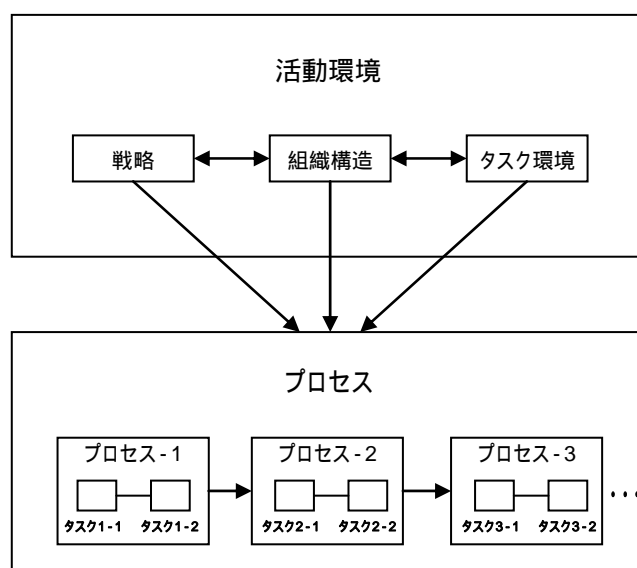 活動環境
戦略
組織構造
タスク環境
プロセス
プロセス-1
プロセス-2
プロセス-3
タスク1-1 タスク1-2
タスク2-1 タスク2-2
タスク3-1 タスク3-2
…